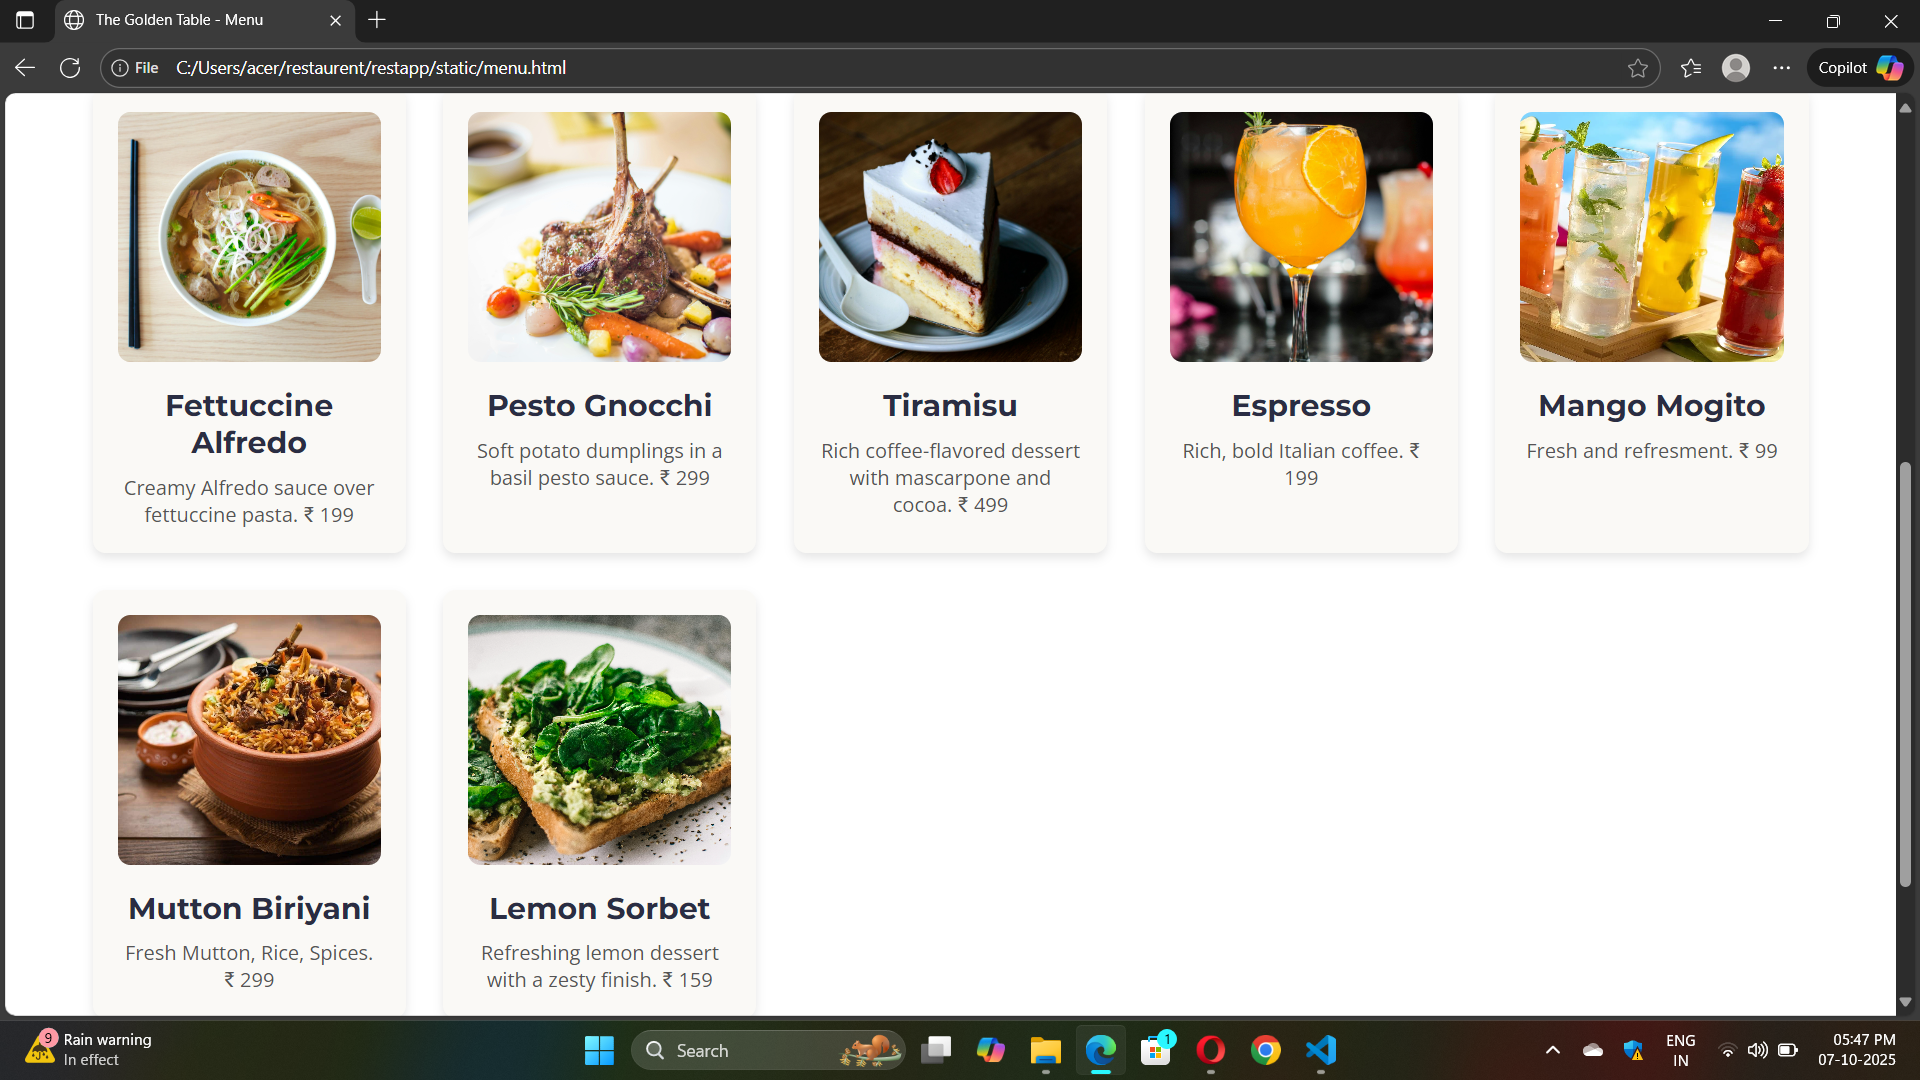 The Golden Table - Menu
File
C:/Users/acer/restaurent/restapp/static/menu.html
Copilot
Fettuccine
Alfredo
Creamy Alfredo sauce over
fettuccine pasta. ₹ 199
Pesto Gnocchi
Soft potato dumplings in a
basil pesto sauce. ₹ 299
Tiramisu
Rich coffee-flavored dessert
with mascarpone and
cocoa. ₹ 499
Espresso
Rich, bold Italian coffee. ₹
199
Mango Mogito
Fresh and refresment. ₹ 99
Mutton Biriyani
Fresh Mutton, Rice, Spices.
₹ 299
Lemon Sorbet
Refreshing lemon dessert
with a zesty finish. ₹ 159
9
Rain warning
In effect
Search
1
ENG
IN
05:47 PM
07-10-2025